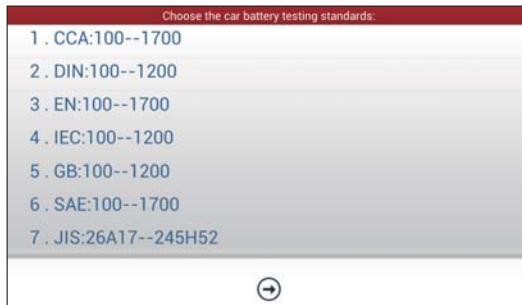 Choose the car battery testing standards:
1 . CCA:100--1700
2 . DIN:100--1200
3 . EN:100--1700
4 . IEC:100--1200
5 . GB:100--1200
6 . SAE:100--1700
7 . JIS:26A17--245H52